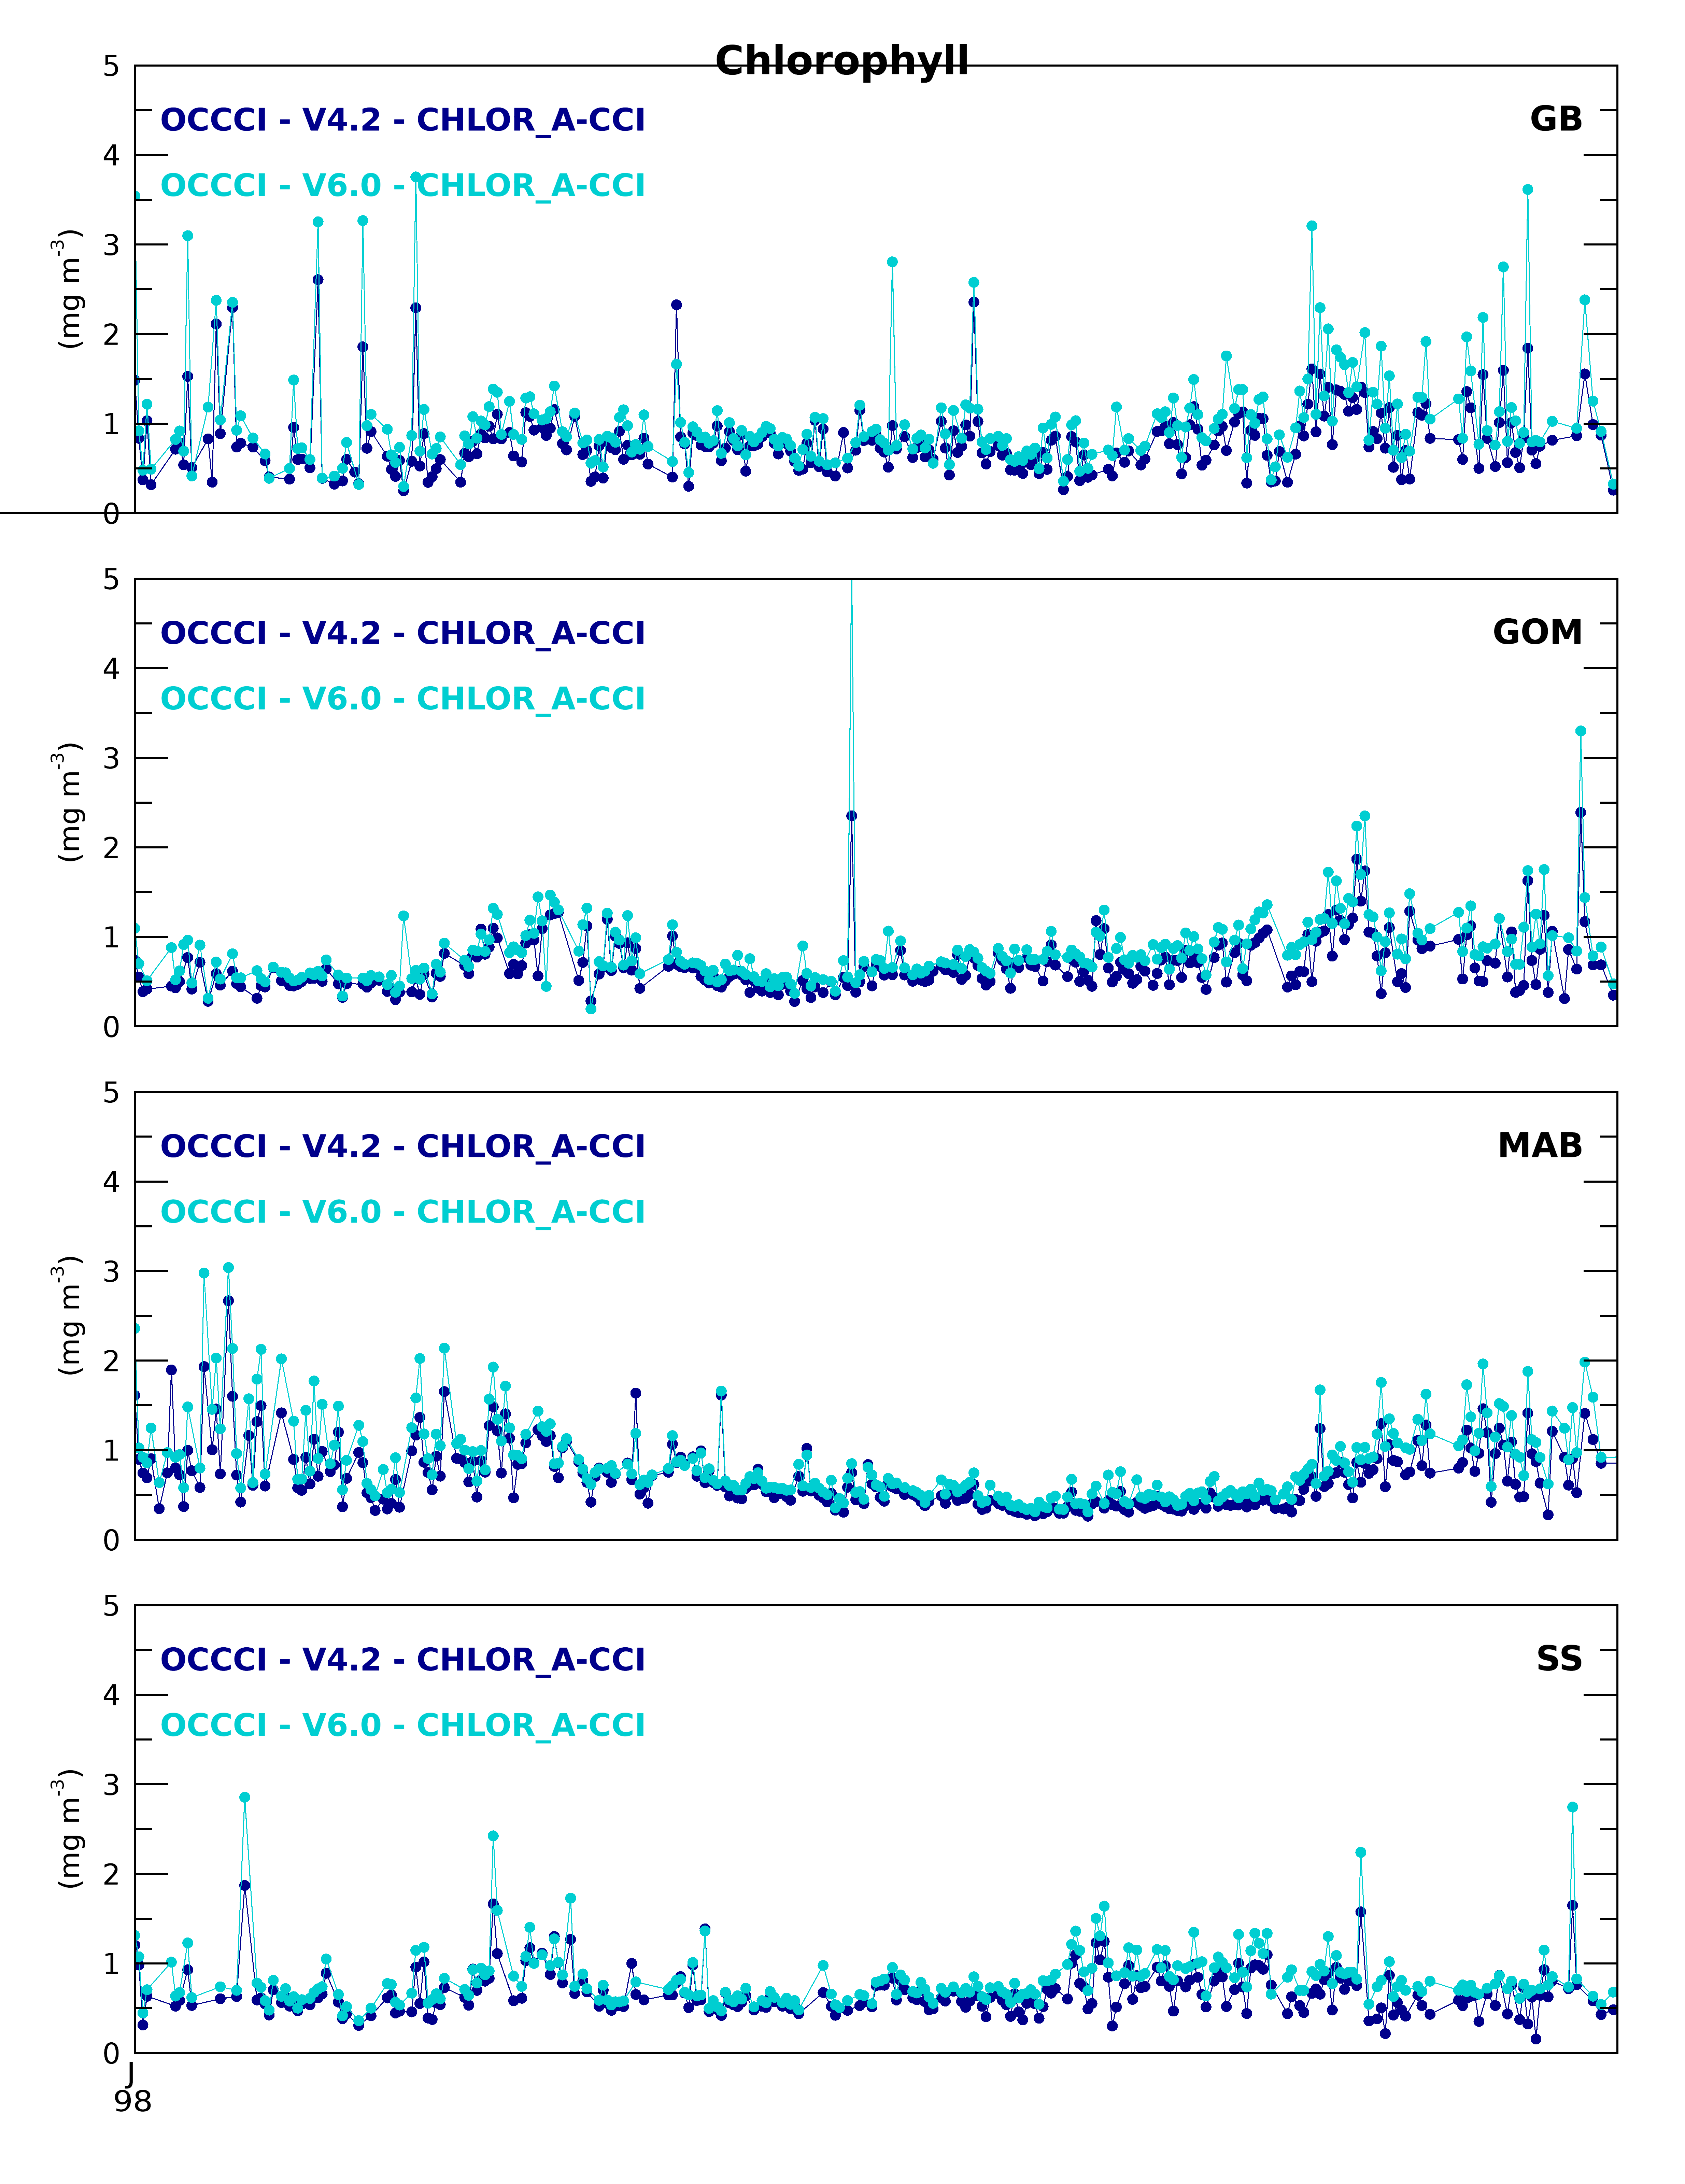 Chlorophyll
5
OCCCI - V4.2 - CHLOR_A-CCI
GB
4
OCCCI - V6.0 - CHLOR_A-CCI
3
(mg m-3)
2
1
0
5
OCCCI - V4.2 - CHLOR_A-CCI
GOM
4
OCCCI - V6.0 - CHLOR_A-CCI
3
(mg m-3)
2
1
0
5
OCCCI - V4.2 - CHLOR_A-CCI
MAB
4
OCCCI - V6.0 - CHLOR_A-CCI
3
(mg m-3)
2
1
0
5
OCCCI - V4.2 - CHLOR_A-CCI
SS
4
OCCCI - V6.0 - CHLOR_A-CCI
3
(mg m-3)
2
1
0
J
98